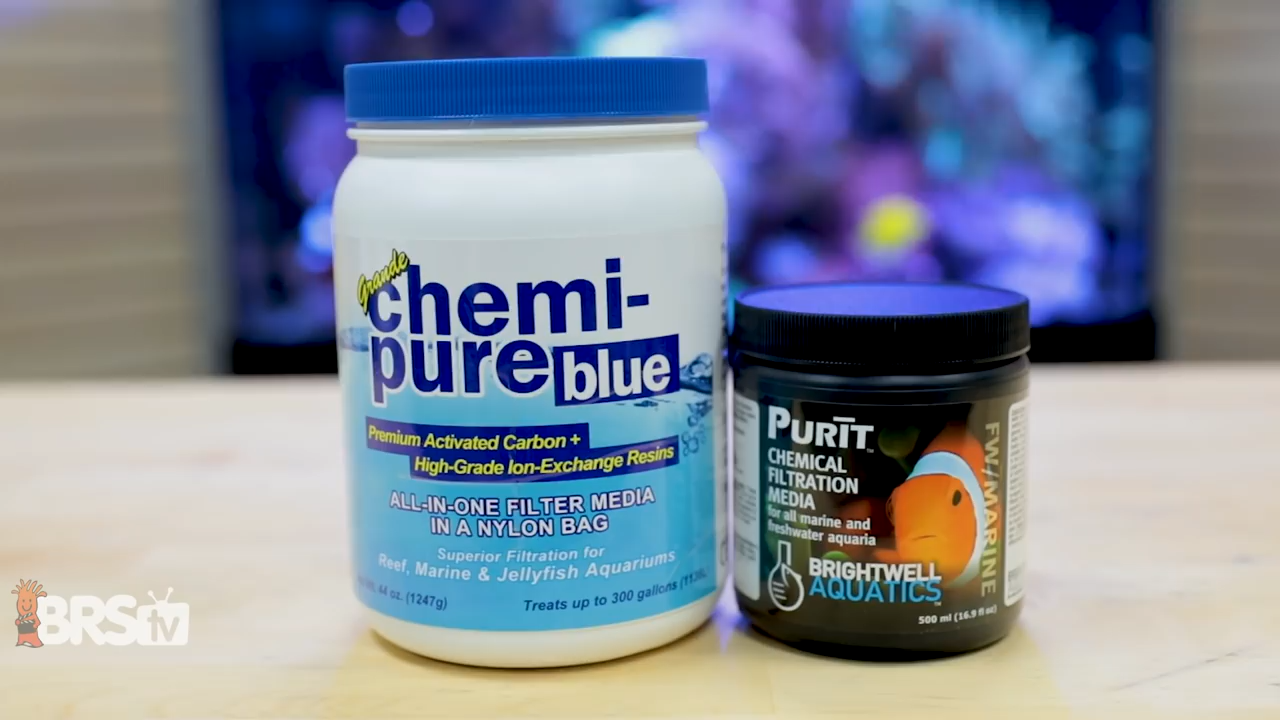 Grande
chemi-
pure blue
Premium Activated Carbon +
High-Grade Ion-Exchange Resins
ALL-IN-ONE FILTER MEDIA
IN A NYLON BAG
Superior Filtration for
Reef, Marine & Jellyfish Aquariums
44 oz. (1247g)
Treats up to 300 gallons
PURĪT
CHEMICAL
FILTRATION
MEDIA
for all marine and
freshwater aquaria
BRIGHTWELL
AQUATICS™
500 ml (16.9 fl oz)
FW/MARINE
BRStv